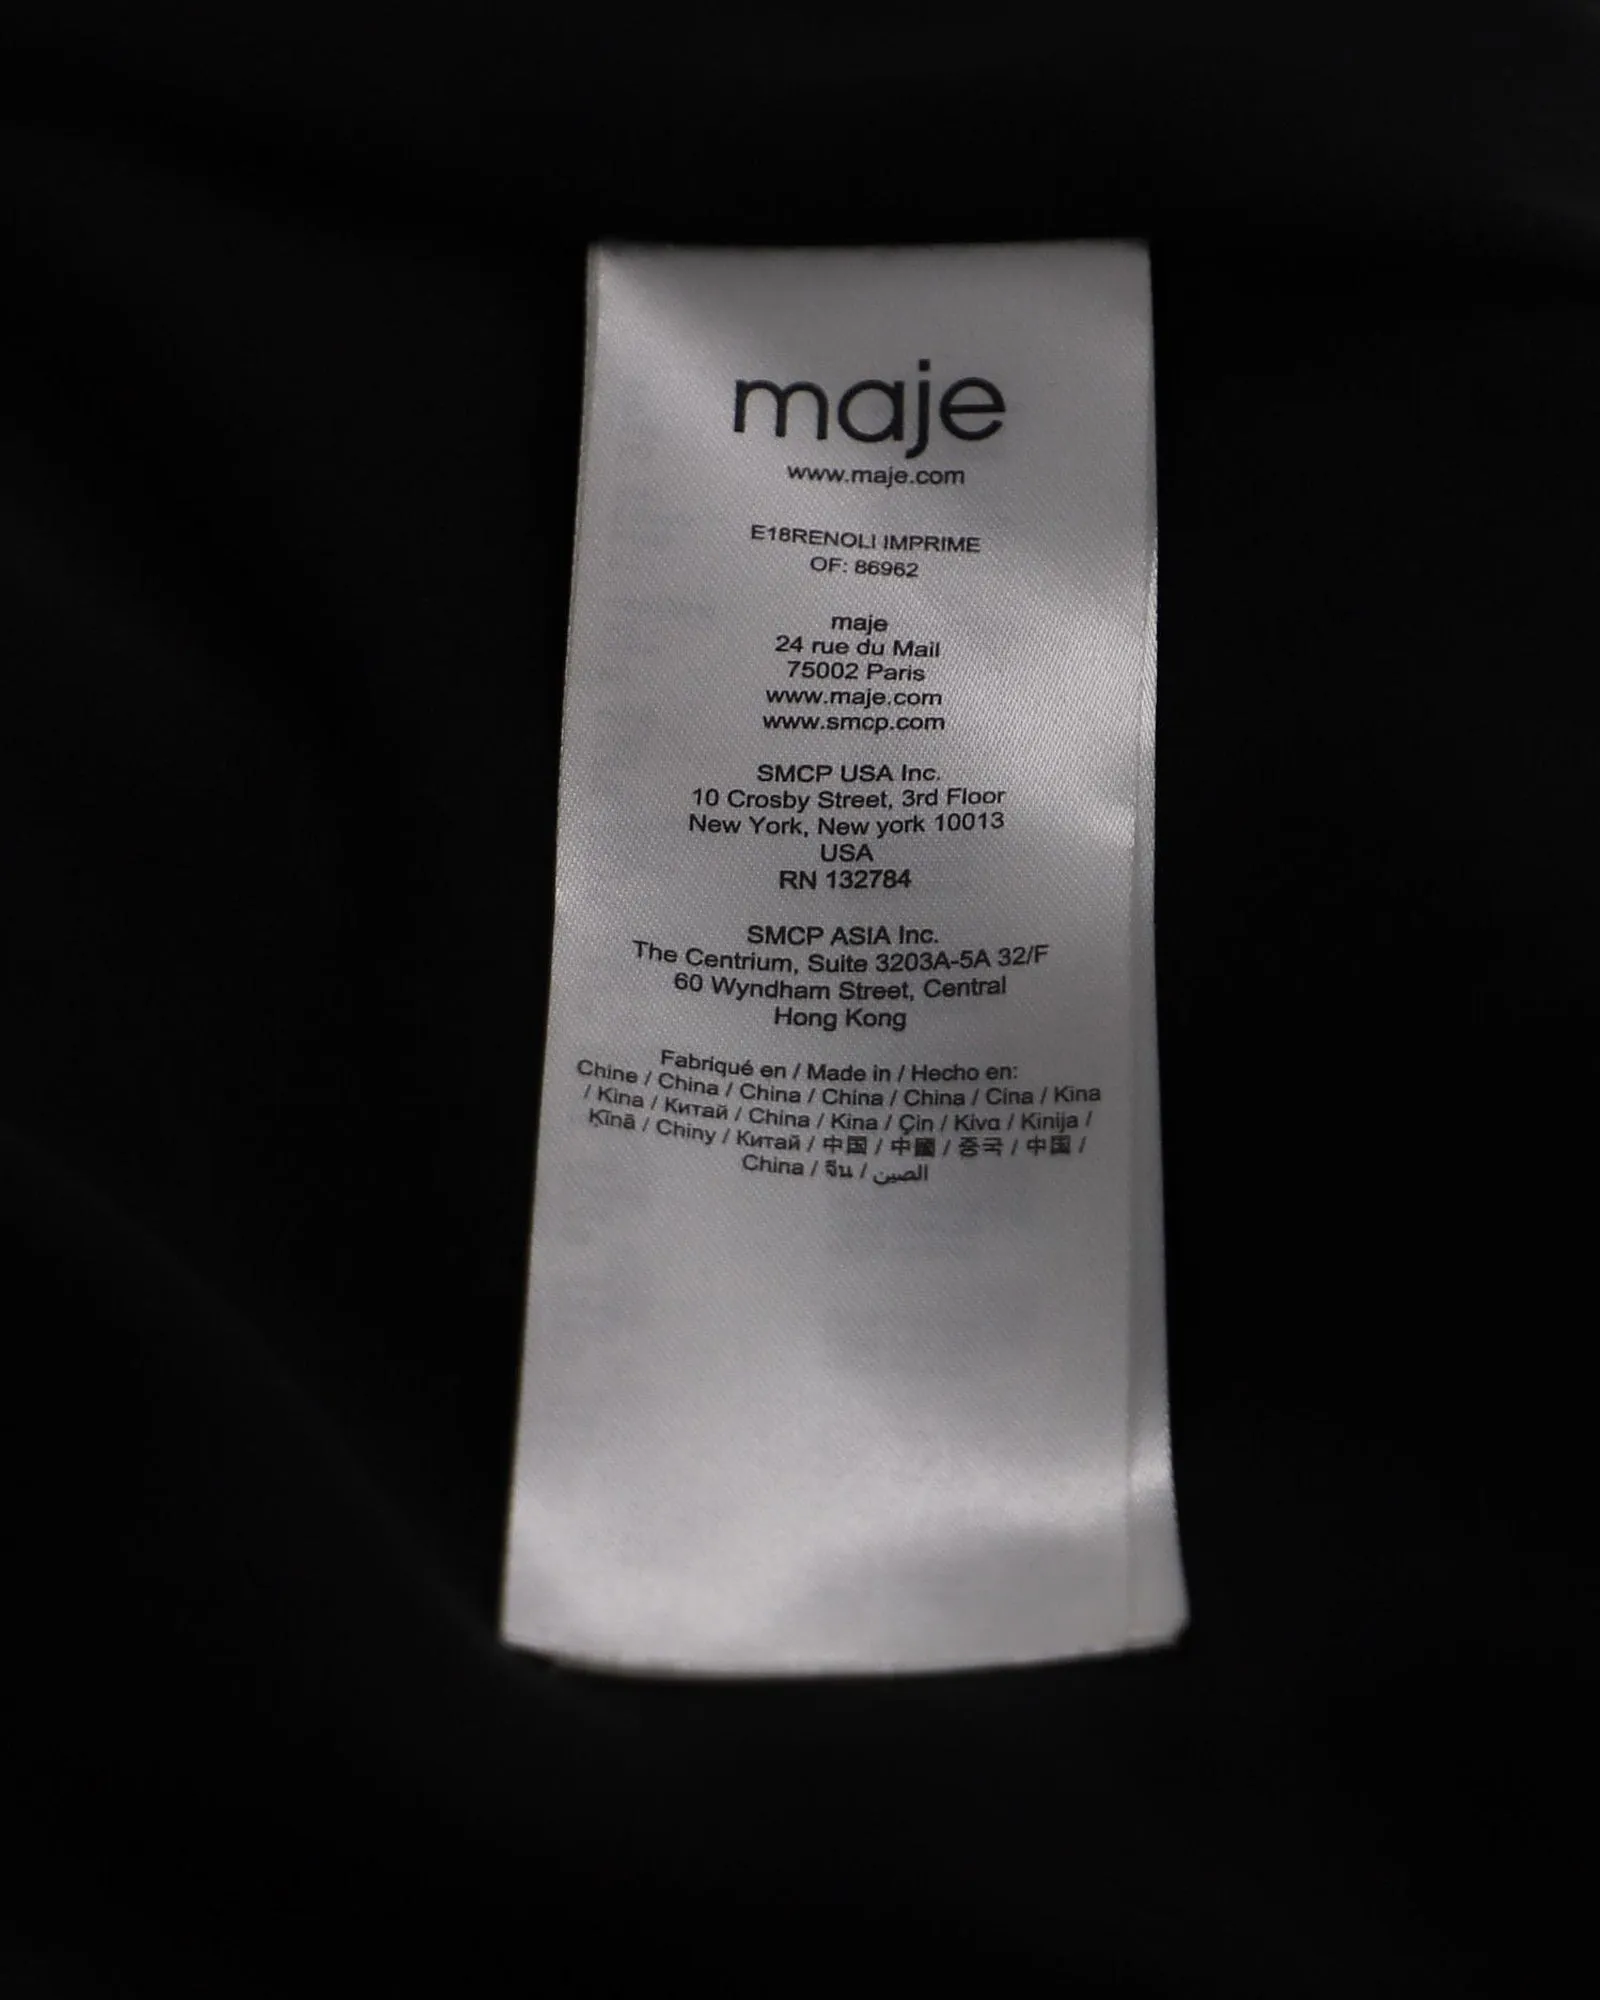 maje
www.maje.com
E18RENOLI IMPRIME
OF: 86962
maje
24 rue du Mail
75002 Paris
www.maje.com
www.smcp.com
SMCP USA Inc.
10 Crosby Street, 3rd Floor
New York, New york 10013
USA
RN 132784
SMCP ASIA Inc.
The Centrium, Suite 3203A-5A 32/F
60 Wyndham Street, Central
Hong Kong
Fabriqué en / Made in / Hecho en:
Chine / China / China / China / China / Cina / Kina
/ Kina / Китай / China / Kina / Çin / Kίνα / Kinija /
Ķīnā / Chiny / Китай / 中国 / 中國 / 중국 / 中国 /
China / จีน / الصين